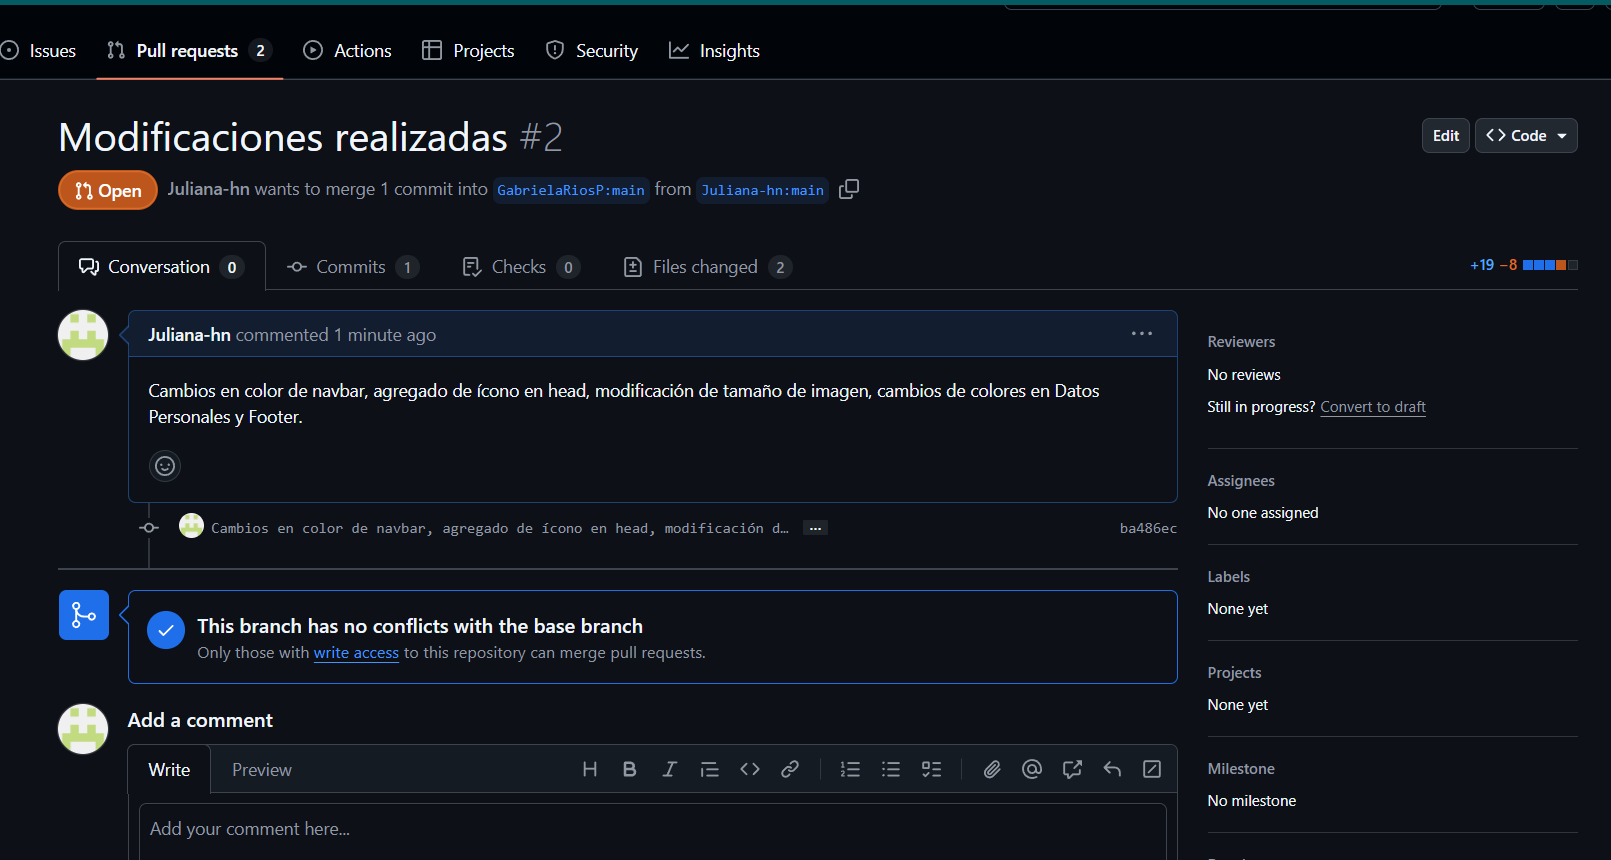 Issues
Pull requests 2
Actions
Projects
Security
Insights
Modificaciones realizadas #2
Edit
Code
Open
Juliana-hn wants to merge 1 commit into GabrielaRiosP:main from Juliana-hn:main
Conversation 0
Commits 1
Checks 0
Files changed 2
+19 −8
Juliana-hn commented 1 minute ago
Cambios en color de navbar, agregado de ícono en head, modificación de tamaño de imagen, cambios de colores en Datos
Personales y Footer.
Cambios en color de navbar, agregado de ícono en head, modificación d…
ba486ec
This branch has no conflicts with the base branch
Only those with write access to this repository can merge pull requests.
Add a comment
Write
Preview
Add your comment here...
Reviewers
No reviews
Still in progress? Convert to draft
Assignees
No one assigned
Labels
None yet
Projects
None yet
Milestone
No milestone